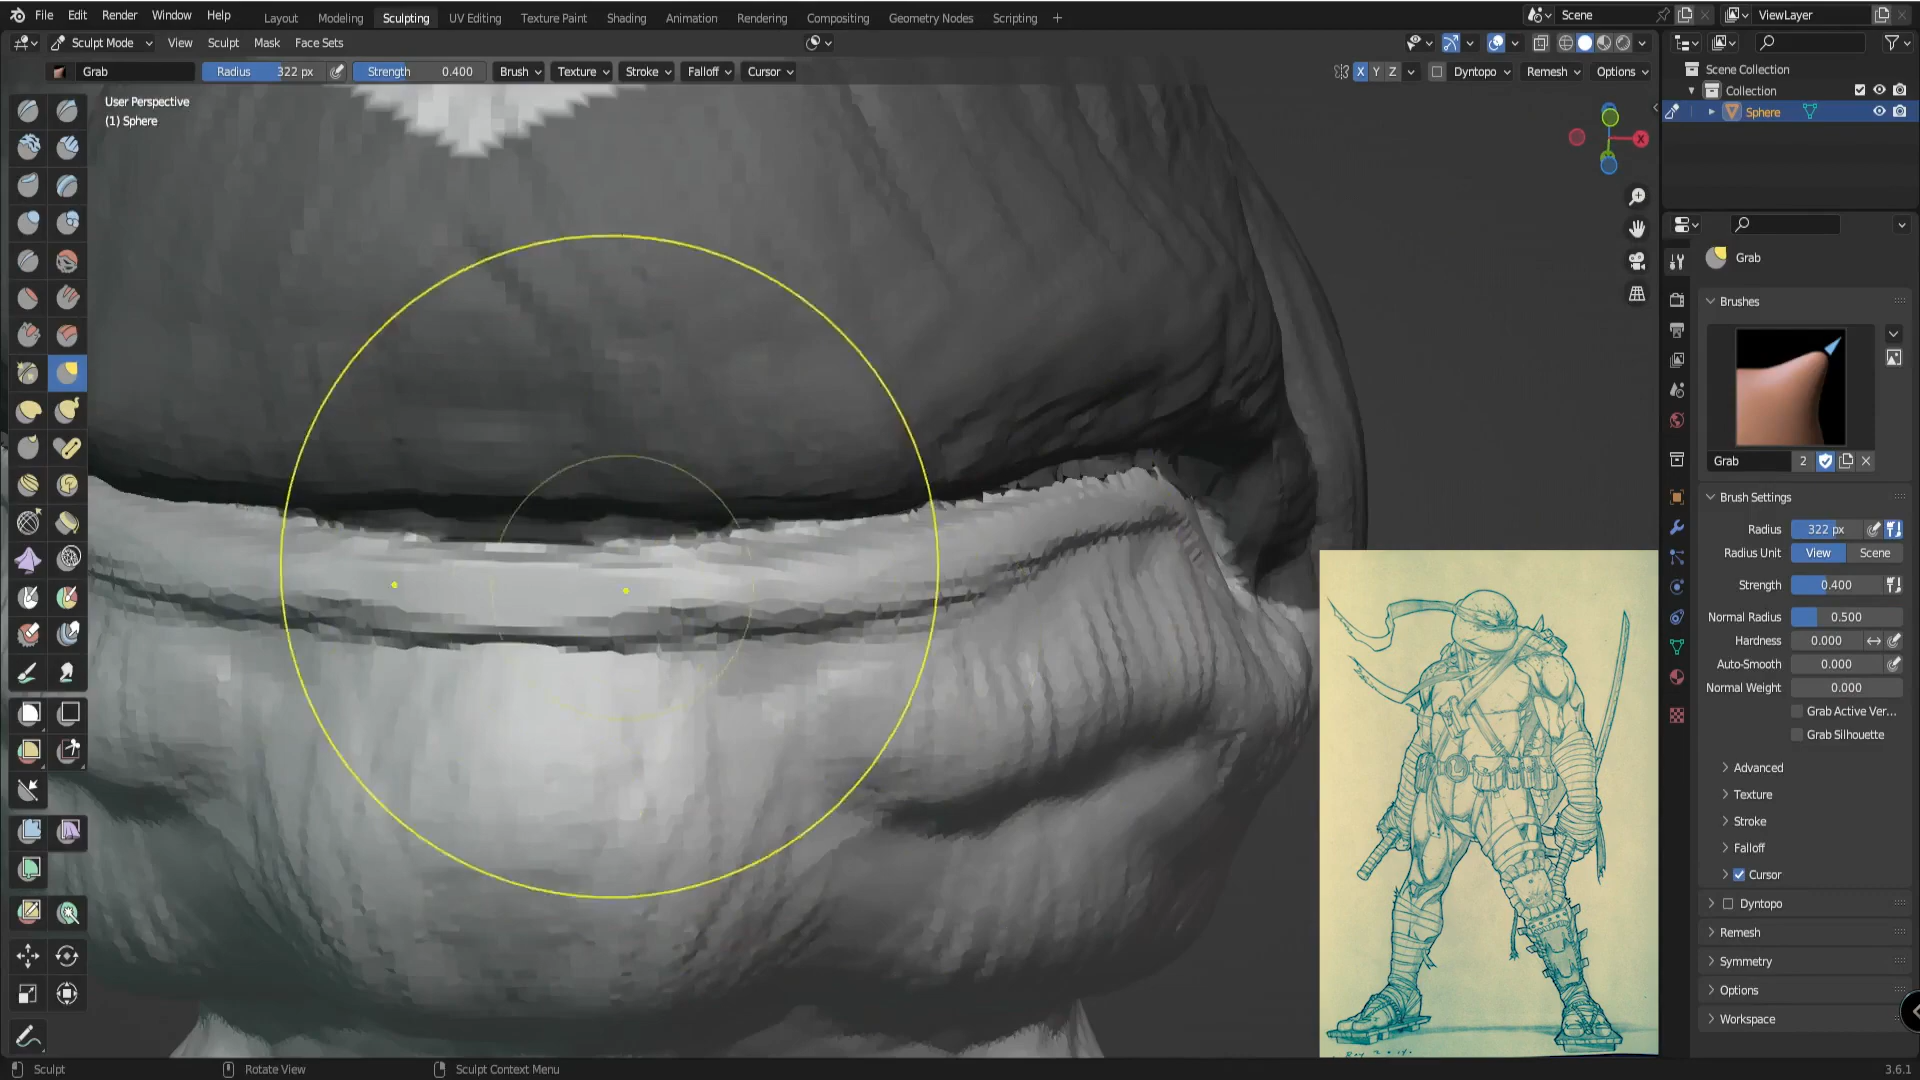 File Edit Render Window Help
Layout Modeling Sculpting UV Editing Texture Paint Shading Animation Rendering Compositing Geometry Nodes Scripting +
Scene
ViewLayer
Sculpt Mode View Sculpt Mask Face Sets
Grab Radius 322 px Strength 0.400 Brush Texture Stroke Falloff Cursor
X Y Z Dyntopo Remesh Options
User Perspective
(1) Sphere
X
Scene Collection
Collection
Sphere
Grab
Brushes
Grab 2
Brush Settings
Radius 322 px
Radius Unit View Scene
Strength 0.400
Normal Radius 0.500
Hardness 0.000
Auto-Smooth 0.000
Normal Weight 0.000
Grab Active Ver...
Grab Silhouette
Advanced
Texture
Stroke
Falloff
Cursor
Dyntopo
Remesh
Symmetry
Options
Workspace
Sculpt Rotate View Sculpt Context Menu 3.6.1